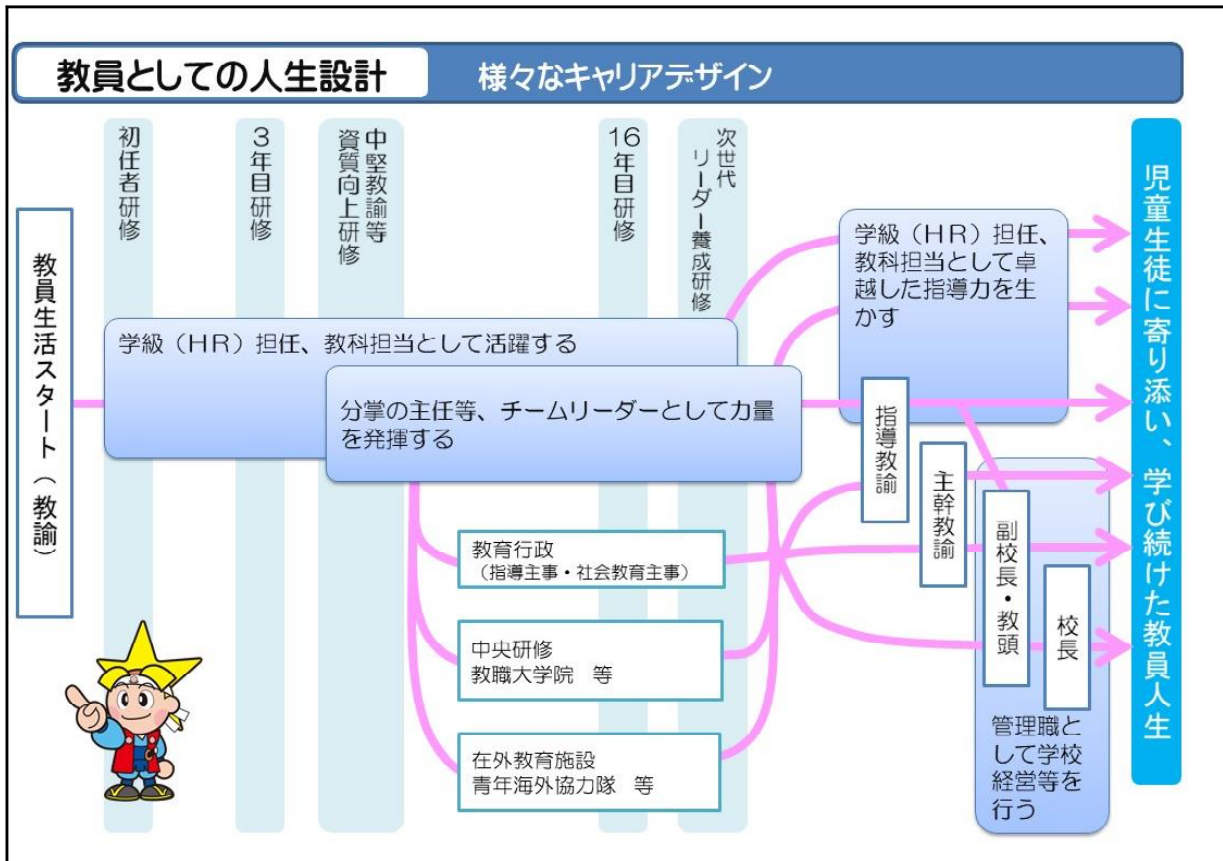 教員としての人生設計
様々なキャリアデザイン
初任者研修
3年目研修
中堅教諭等
資質向上研修
16年目研修
次世代
リーダー養成研修
教員生活スタート(教諭)
学級(HR)担任、教科担当として活躍する
分掌の主任等、チームリーダーとして力量
を発揮する
教育行政
(指導主事・社会教育主事)
中央研修
教職大学院 等
在外教育施設
青年海外協力隊 等
学級(HR)担任、
教科担当として卓
越した指導力を生
かす
指導教諭
主幹教諭
副校長・教頭
校長
管理職と
して学校
経営等を
行う
児童生徒に寄り添い、学び続けた教員人生